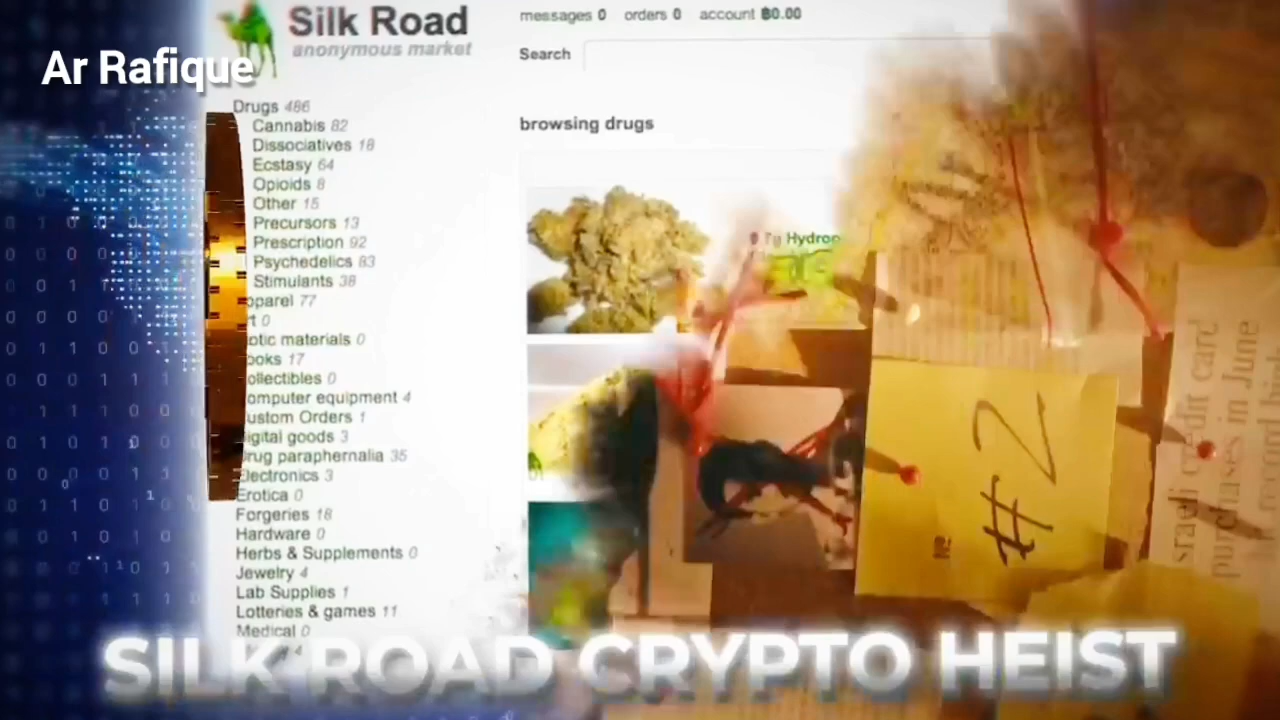 Silk Road
anonymous market
messages 0 orders 0 account ฿0.00
Search
Ar Rafique
browsing drugs
Drugs 486
Cannabis 82
Dissociatives 18
Ecstasy 64
Opioids 8
Other 15
Precursors 13
Prescription 92
Psychedelics 83
Stimulants 38
pparel 77
rt 0
otic materials 0
ooks 17
ollectibles 0
omputer equipment 4
ustom Orders 1
igital goods 3
rug paraphernalia 35
Electronics 3
Erotica 0
Forgeries 18
Hardware 0
Herbs & Supplements 0
Jewelry 4
Lab Supplies 1
Lotteries & games 11
Medical 0
#2
sraeli credit card
purchases in June
SILK ROAD CRYPTO HEIST